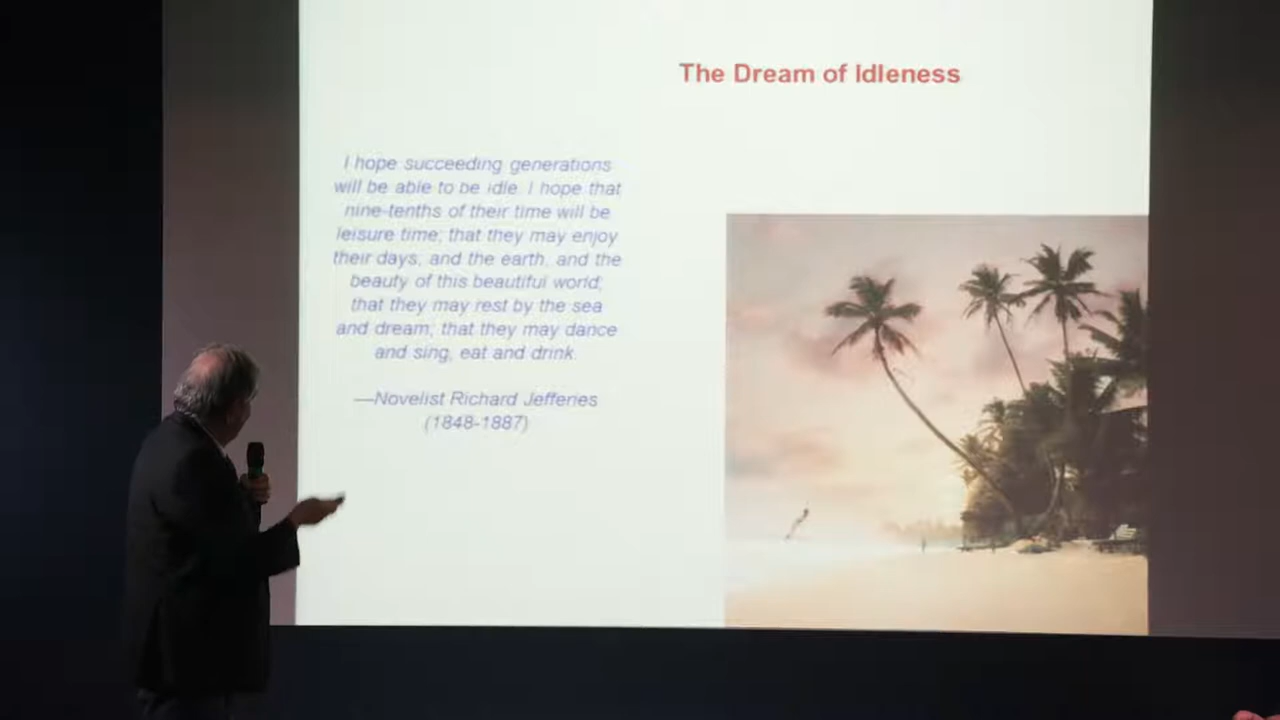 The Dream of Idleness
I hope succeeding generations
will be able to be idle. I hope that
nine-tenths of their time will be
leisure time; that they may enjoy
their days, and the earth, and the
beauty of this beautiful world;
that they may rest by the sea
and dream; that they may dance
and sing, eat and drink.
—Novelist Richard Jefferies
(1848-1887)